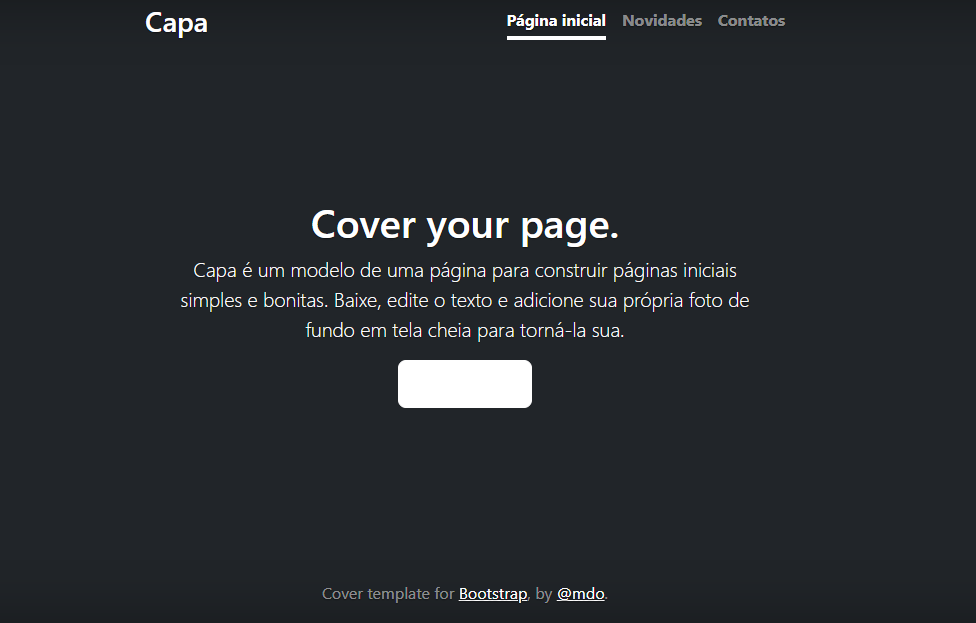 Capa
Página inicial Novidades Contatos
Cover your page.
Capa é um modelo de uma página para construir páginas iniciais
simples e bonitas. Baixe, edite o texto e adicione sua própria foto de
fundo em tela cheia para torná-la sua.
Cover template for Bootstrap, by @mdo.